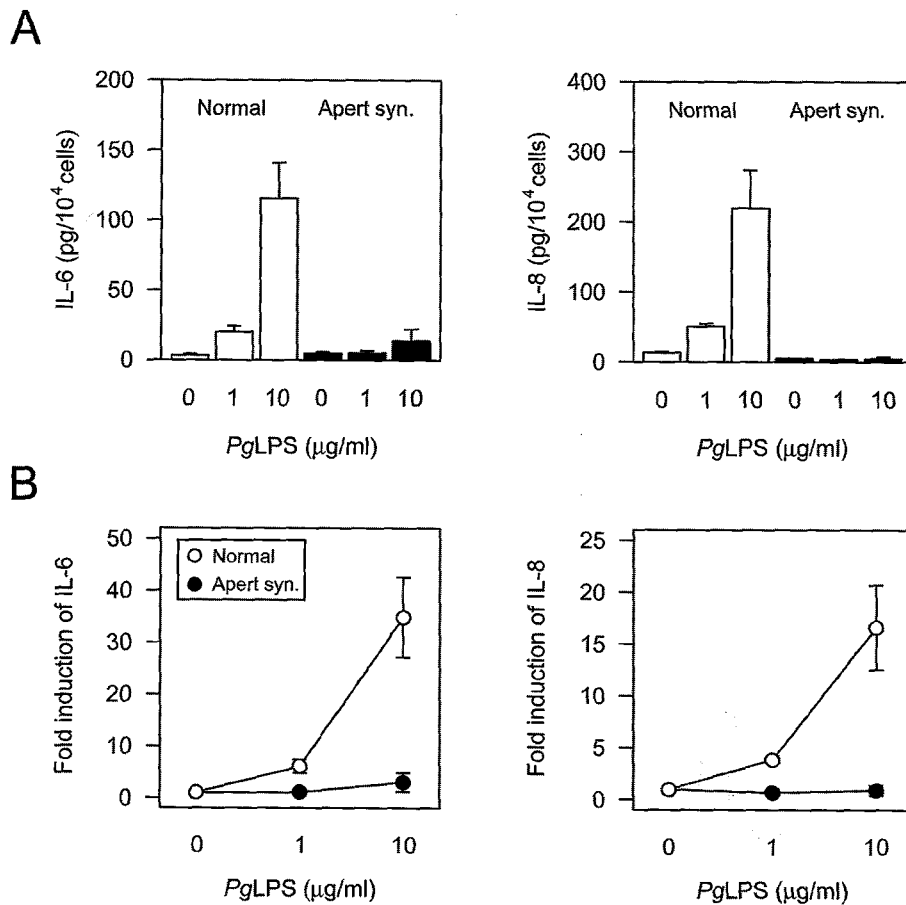 A
200
150
100
50
0
IL-6 (pg/10⁴ cells)
Normal Apert syn.
0 1 10 0 1 10
PgLPS (µg/ml)
400
300
200
100
0
IL-8 (pg/10⁴ cells)
Normal Apert syn.
0 1 10 0 1 10
PgLPS (µg/ml)
B
50
40
30
20
10
0
Fold induction of IL-6
Normal
Apert syn.
0 1 10
PgLPS (µg/ml)
25
20
15
10
5
0
Fold induction of IL-8
0 1 10
PgLPS (µg/ml)